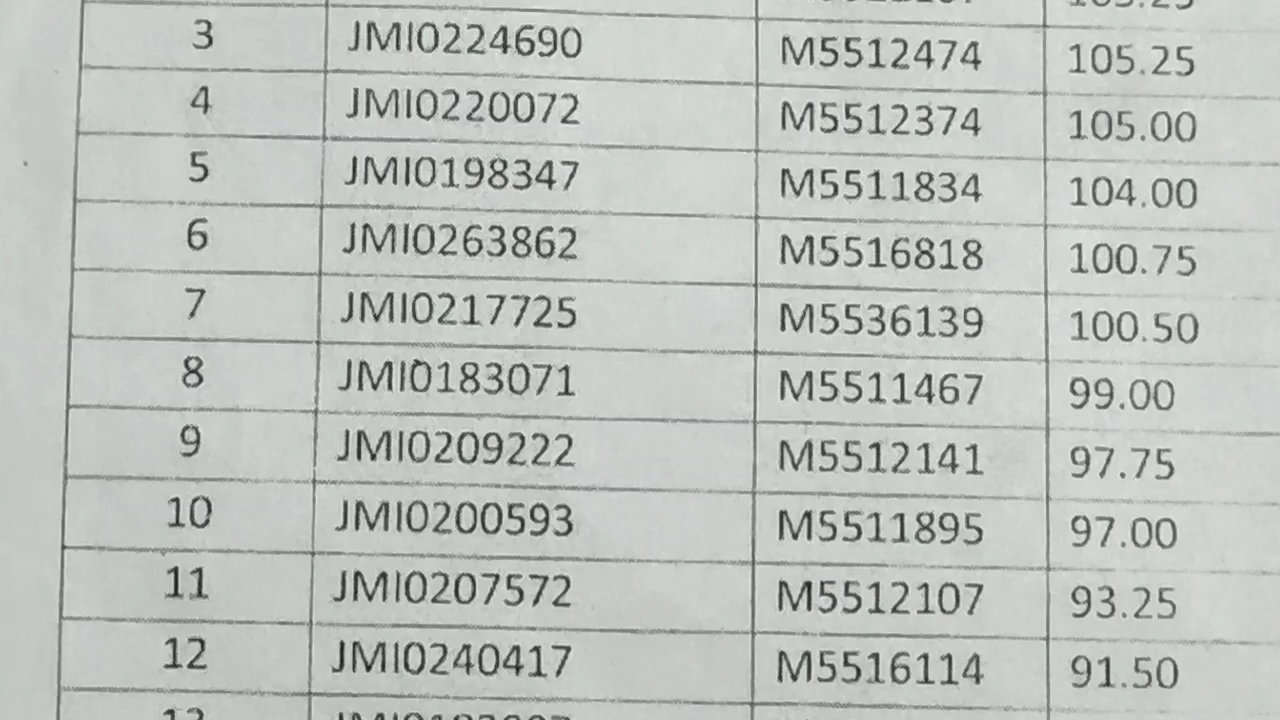 3 JMI0224690 M5512474 105.25
4 JMI0220072 M5512374 105.00
5 JMI0198347 M5511834 104.00
6 JMI0263862 M5516818 100.75
7 JMI0217725 M5536139 100.50
8 JMI0183071 M5511467 99.00
9 JMI0209222 M5512141 97.75
10 JMI0200593 M5511895 97.00
11 JMI0207572 M5512107 93.25
12 JMI0240417 M5516114 91.50